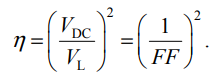 η = (V_DC / V_L)² = (1 / FF)².